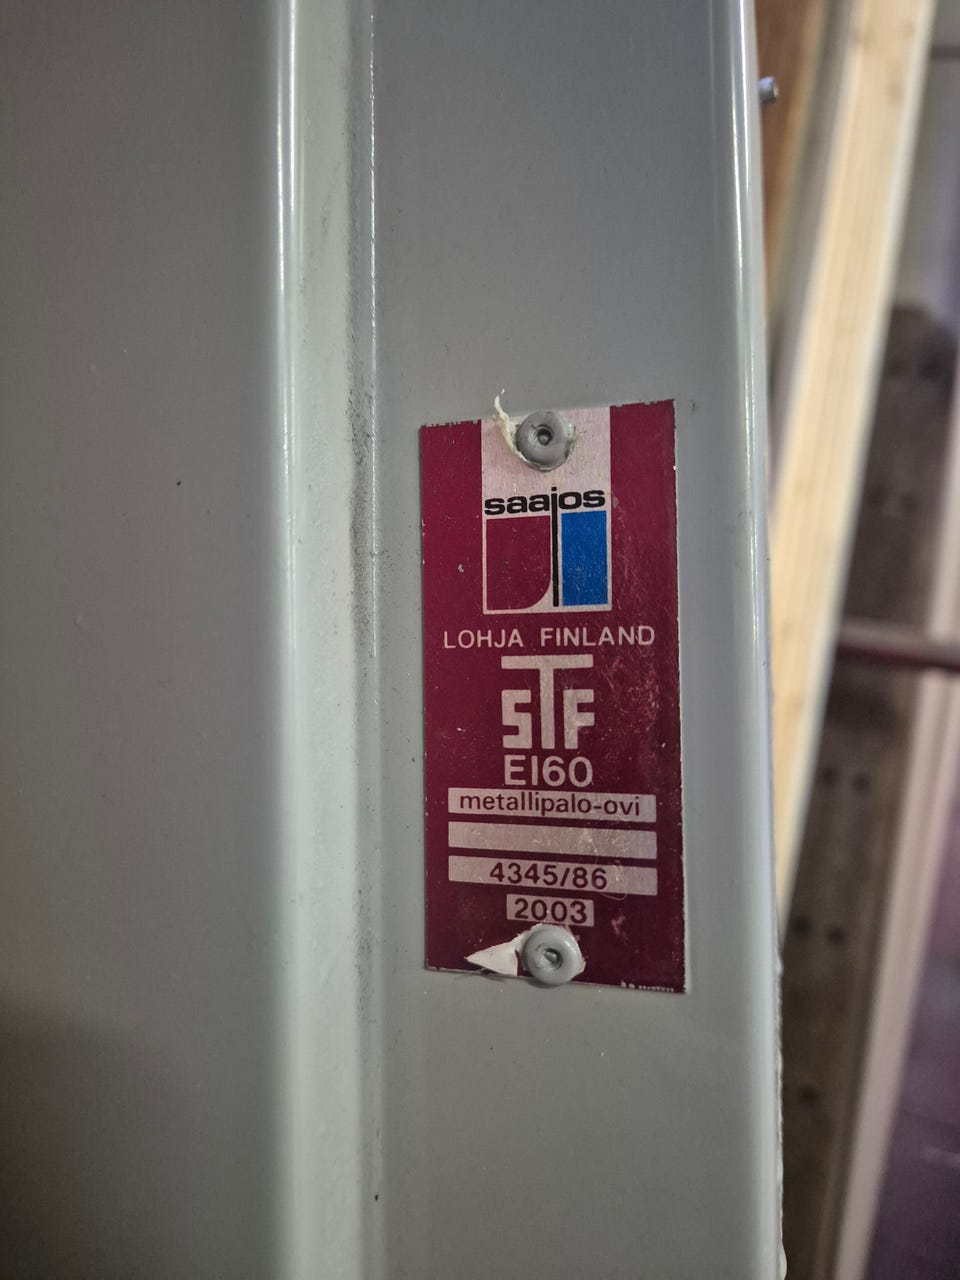 saajos
LOHJA FINLAND
STF
EI60
metallipalo-ovi
4345/86
2003